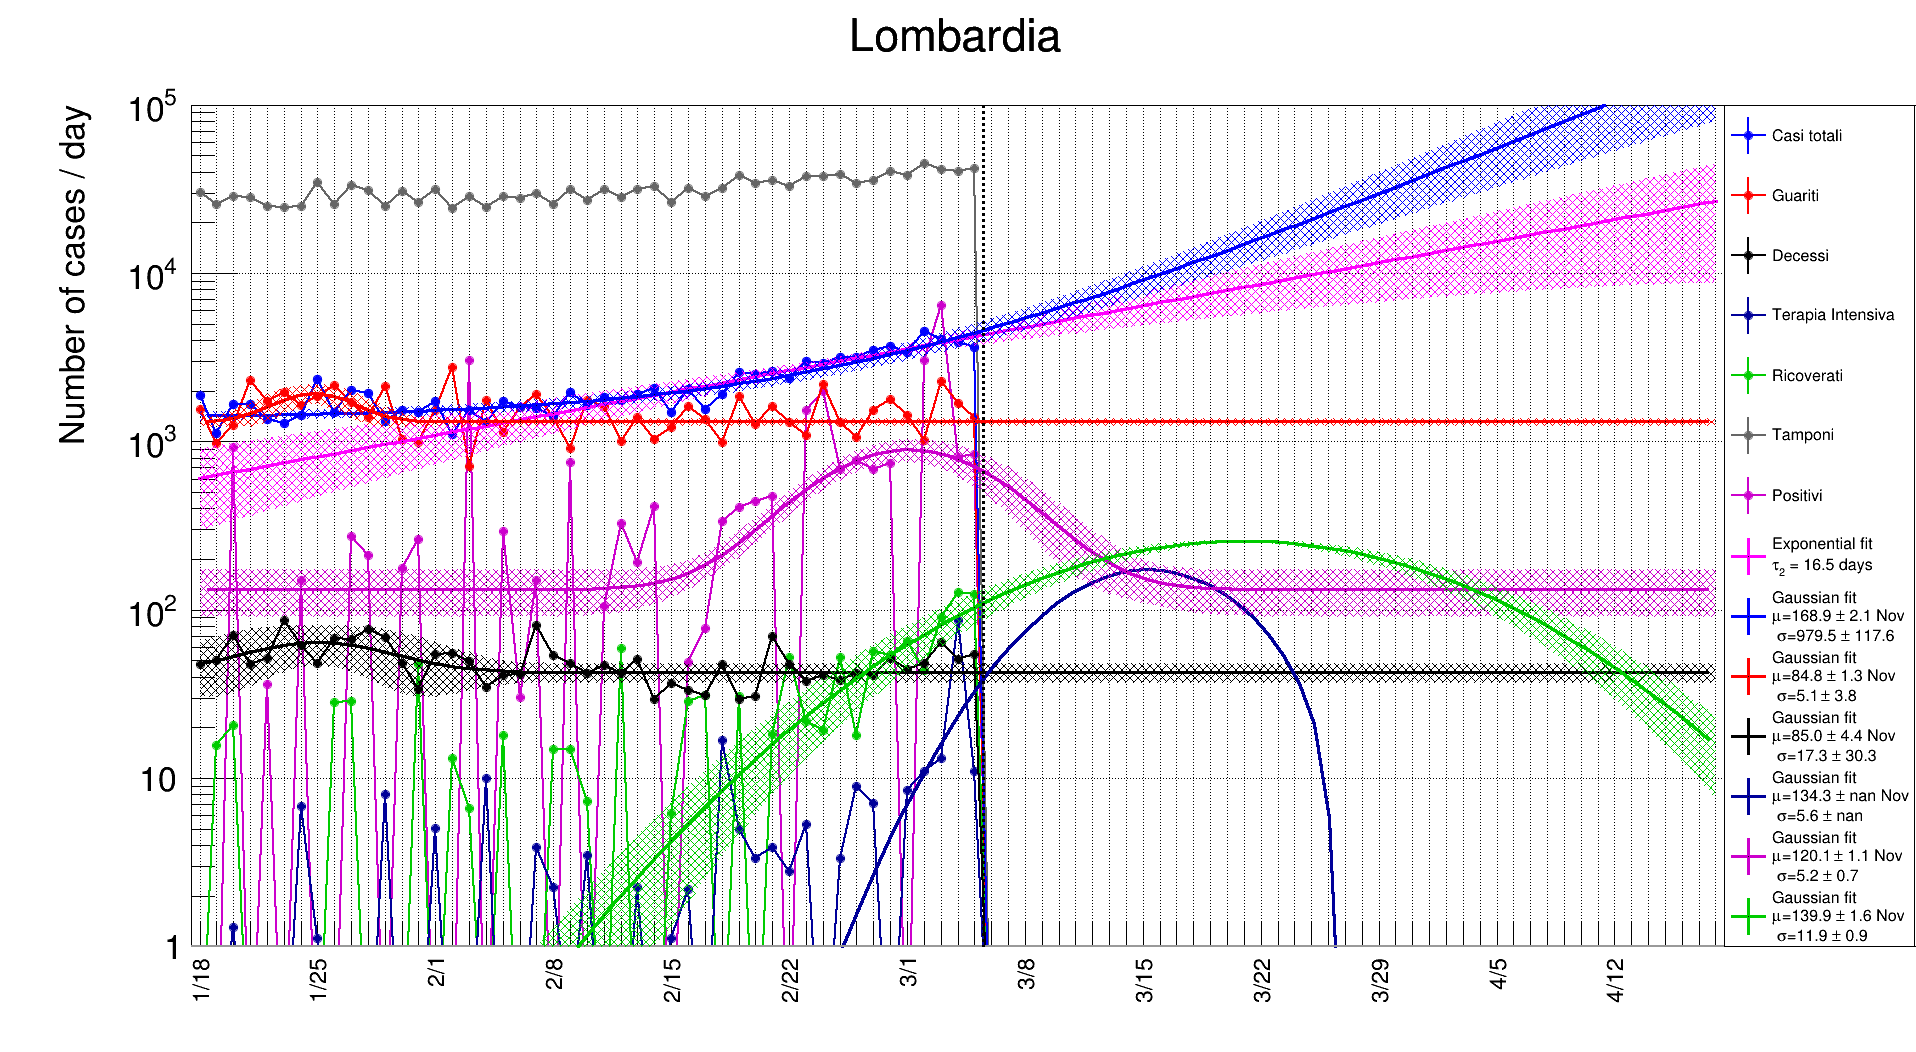 Lombardia
Number of cases / day
10^5
10^4
10^3
10^2
10
1
1/18
1/25
2/1
2/8
2/15
2/22
3/1
3/8
3/15
3/22
3/29
4/5
4/12
Casi totali
Guariti
Decessi
Terapia Intensiva
Ricoverati
Tamponi
Positivi
Exponential fit
τ₂ = 16.5 days
Gaussian fit
μ=168.9 ± 2.1 Nov
σ=979.5 ± 117.6
Gaussian fit
μ=84.8 ± 1.3 Nov
σ=5.1 ± 3.8
Gaussian fit
μ=85.0 ± 4.4 Nov
σ=17.3 ± 30.3
Gaussian fit
μ=134.3 ± nan Nov
σ=5.6 ± nan
Gaussian fit
μ=120.1 ± 1.1 Nov
σ=5.2 ± 0.7
Gaussian fit
μ=139.9 ± 1.6 Nov
σ=11.9 ± 0.9